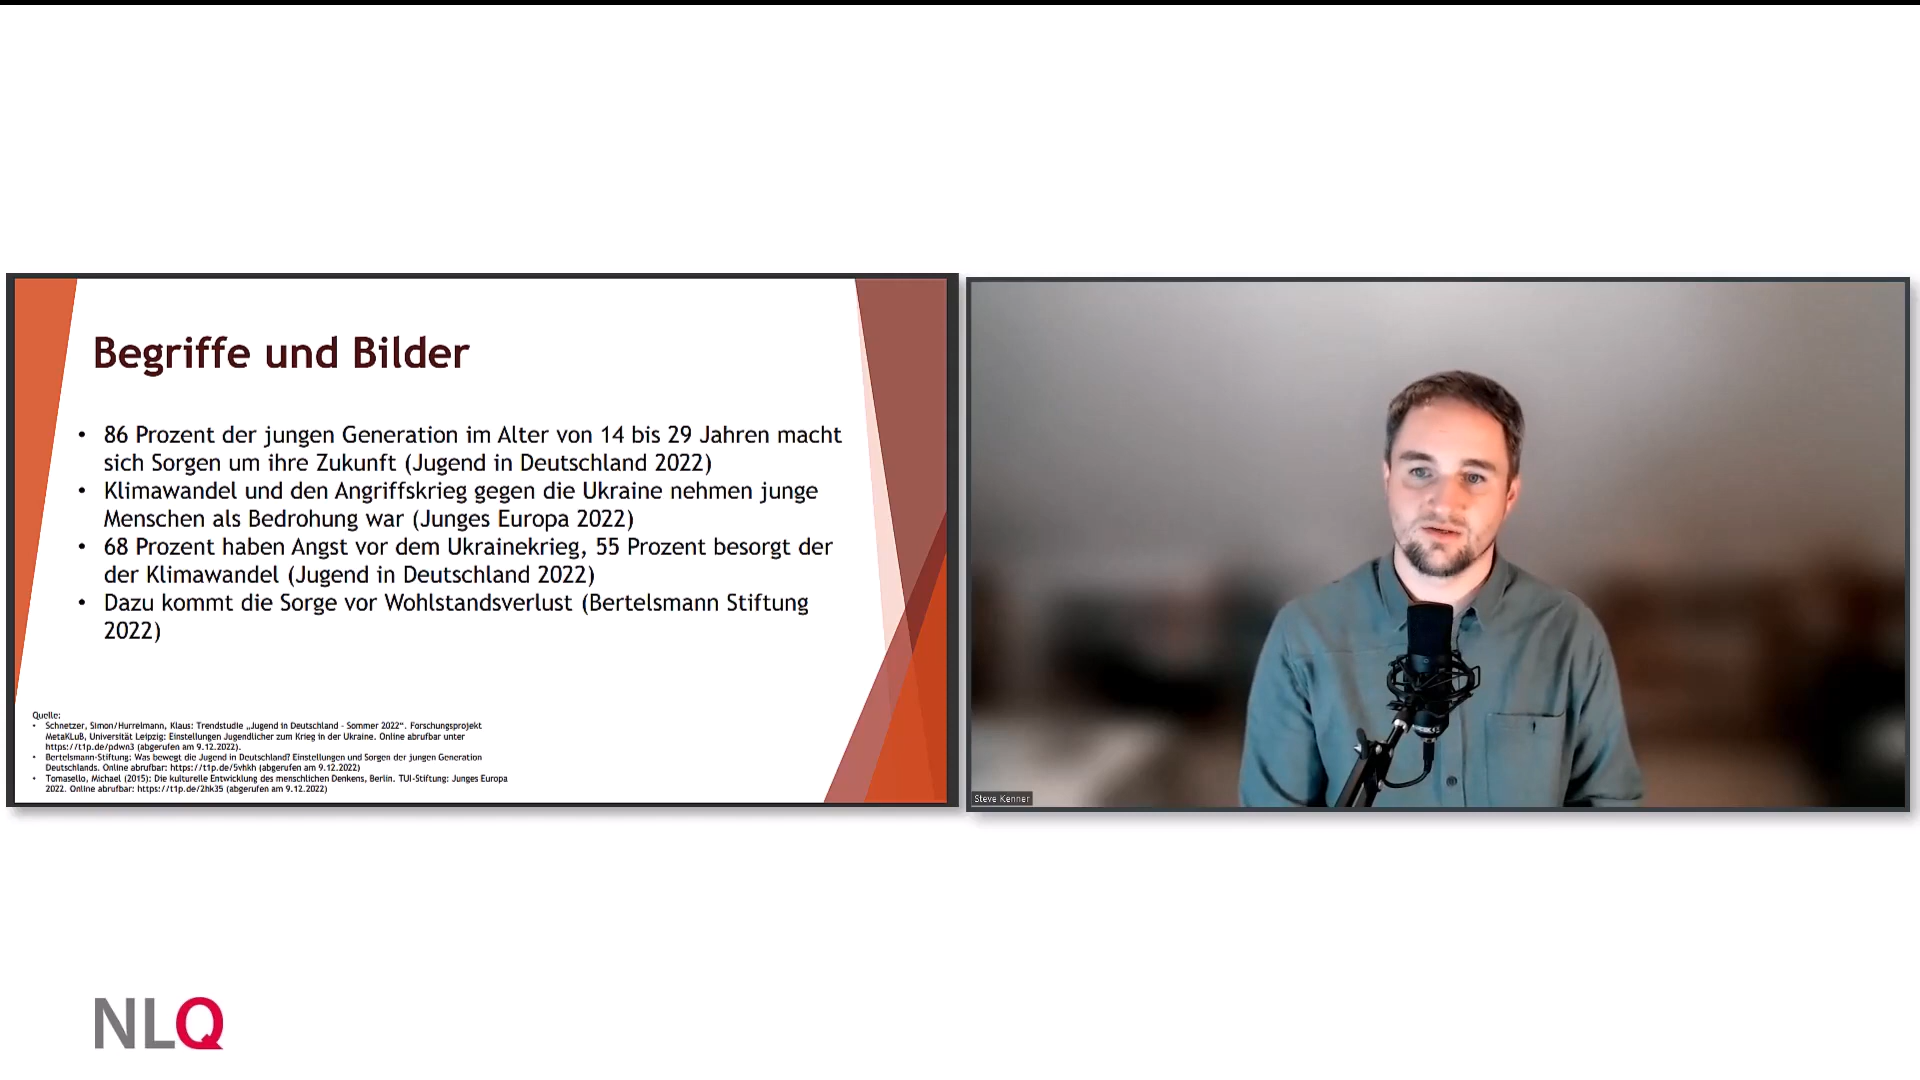 Begriffe und Bilder
• 86 Prozent der jungen Generation im Alter von 14 bis 29 Jahren macht
sich Sorgen um ihre Zukunft (Jugend in Deutschland 2022)
• Klimawandel und den Angriffskrieg gegen die Ukraine nehmen junge
Menschen als Bedrohung war (Junges Europa 2022)
• 68 Prozent haben Angst vor dem Ukrainekrieg, 55 Prozent besorgt der
der Klimawandel (Jugend in Deutschland 2022)
• Dazu kommt die Sorge vor Wohlstandsverlust (Bertelsmann Stiftung
2022)
Quelle:
• Schnetzer, Simon/Hurrelmann, Klaus: Trendstudie „Jugend in Deutschland - Sommer 2022“. Forschungsprojekt
MetaKLuB, Universität Leipzig: Einstellungen Jugendlicher zum Krieg in der Ukraine. Online abrufbar unter
https://t1p.de/pdwn3 (abgerufen am 9.12.2022).
• Bertelsmann-Stiftung: Was bewegt die Jugend in Deutschland? Einstellungen und Sorgen der jungen Generation
Deutschlands. Online abrufbar: https://t1p.de/5vhkh (abgerufen am 9.12.2022)
• Tomasello, Michael (2015): Die kulturelle Entwicklung des menschlichen Denkens, Berlin. TUI-Stiftung: Junges Europa
2022. Online abrufbar: https://t1p.de/2hk35 (abgerufen am 9.12.2022)
Steve Kenner
NLQ